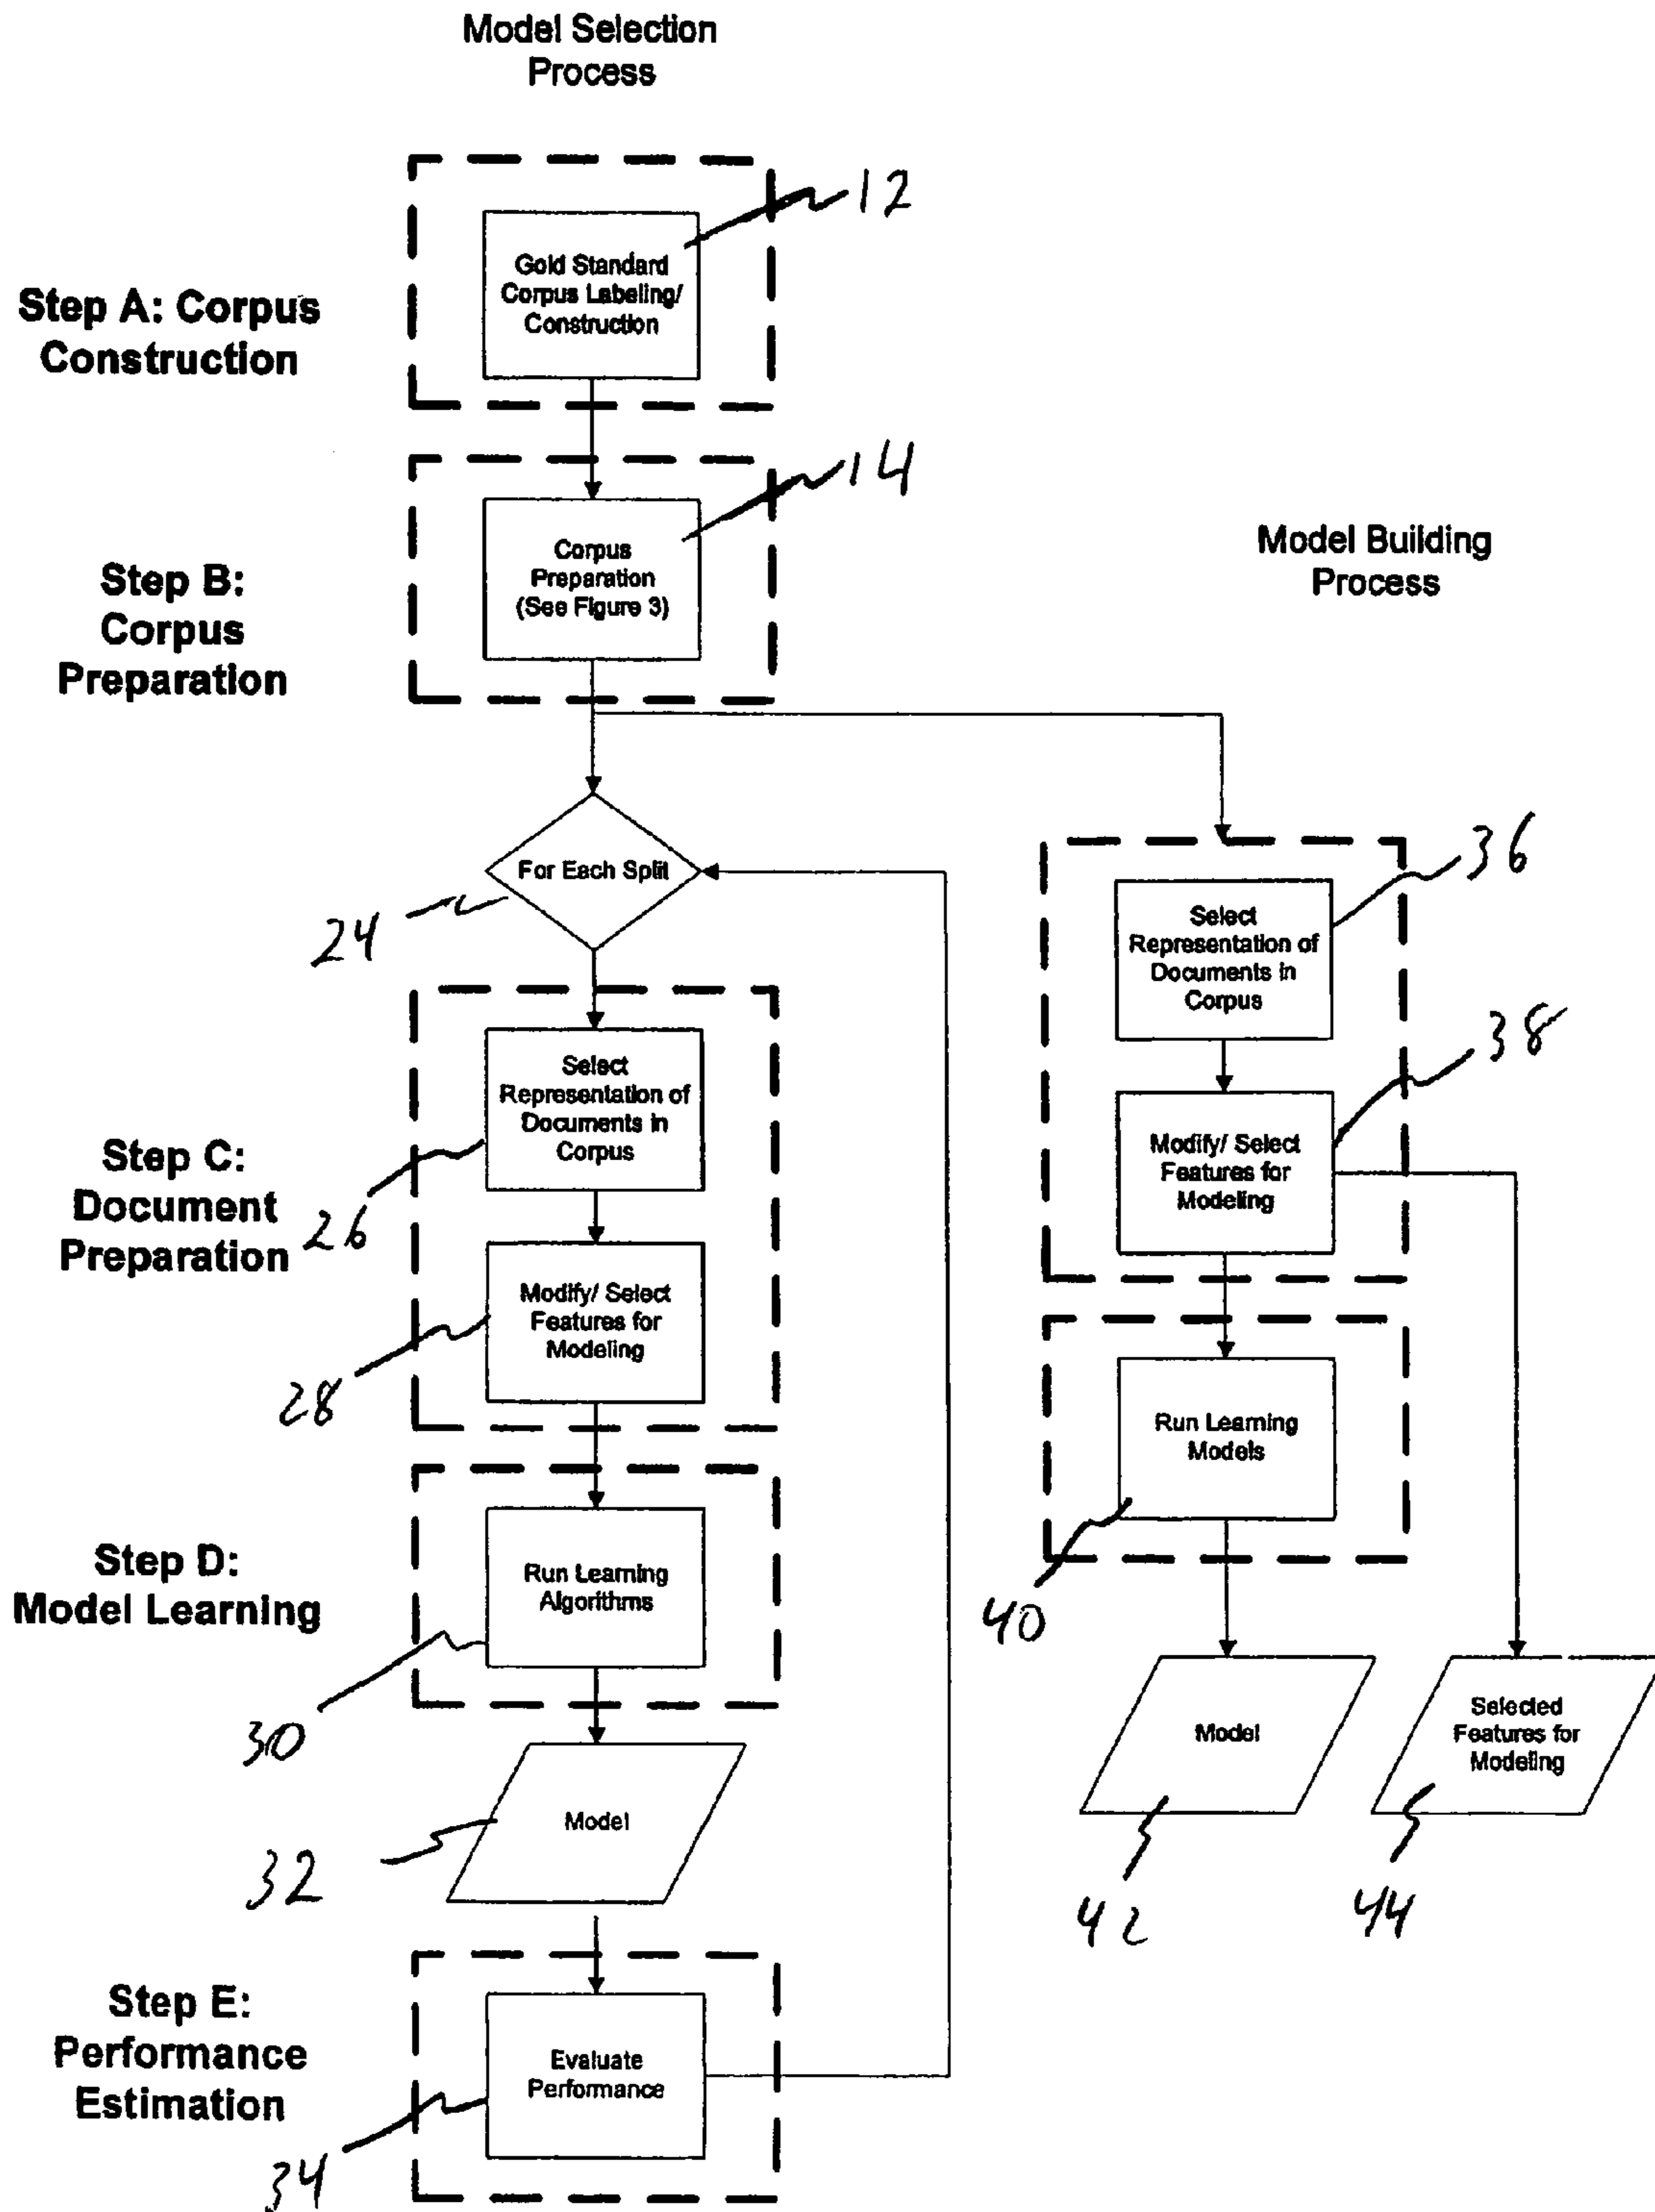 Model Selection
Process
12
Gold Standard
Corpus Labeling/
Construction
Step A: Corpus
Construction
14
Corpus
Preparation
(See Figure 3)
Step B:
Corpus
Preparation
Model Building
Process
For Each Split
24
36
Select
Representation of
Documents in
Corpus
38
Modify/ Select
Features for
Modeling
Select
Representation of
Documents in
Corpus
Step C:
Document
Preparation
26
Modify/ Select
Features for
Modeling
28
Run Learning
Models
40
Step D:
Model Learning
Run Learning
Algorithms
30
Model
42
Selected
Features for
Modeling
44
Model
32
Step E:
Performance
Estimation
Evaluate
Performance
34